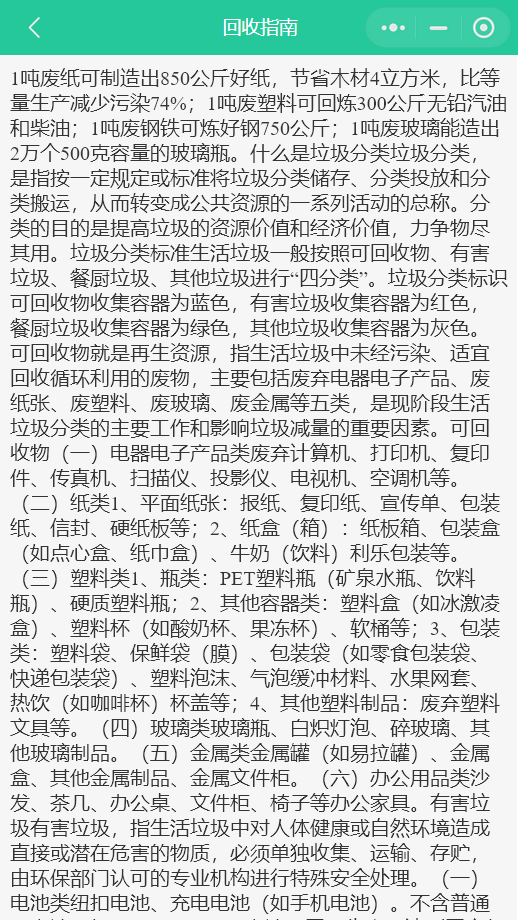 回收指南
1吨废纸可制造出850公斤好纸，节省木材4立方米，比等
量生产减少污染74%；1吨废塑料可回炼300公斤无铅汽油
和柴油；1吨废钢铁可炼好钢750公斤；1吨废玻璃能造出
2万个500克容量的玻璃瓶。什么是垃圾分类垃圾分类，
是指按一定规定或标准将垃圾分类储存、分类投放和分
类搬运，从而转变成公共资源的一系列活动的总称。分
类的目的是提高垃圾的资源价值和经济价值，力争物尽
其用。垃圾分类标准生活垃圾一般按照可回收物、有害
垃圾、餐厨垃圾、其他垃圾进行“四分类”。垃圾分类标识
可回收物收集容器为蓝色，有害垃圾收集容器为红色，
餐厨垃圾收集容器为绿色，其他垃圾收集容器为灰色。
可回收物就是再生资源，指生活垃圾中未经污染、适宜
回收循环利用的废物，主要包括废弃电器电子产品、废
纸张、废塑料、废玻璃、废金属等五类，是现阶段生活
垃圾分类的主要工作和影响垃圾减量的重要因素。可回
收物（一）电器电子产品类废弃计算机、打印机、复印
件、传真机、扫描仪、投影仪、电视机、空调机等。
（二）纸类1、平面纸张：报纸、复印纸、宣传单、包装
纸、信封、硬纸板等；2、纸盒（箱）：纸板箱、包装盒
（如点心盒、纸巾盒）、牛奶（饮料）利乐包装等。
（三）塑料类1、瓶类：PET塑料瓶（矿泉水瓶、饮料
瓶）、硬质塑料瓶；2、其他容器类：塑料盒（如冰激凌
盒）、塑料杯（如酸奶杯、果冻杯）、软桶等；3、包装
类：塑料袋、保鲜袋（膜）、包装袋（如零食包装袋、
快递包装袋）、塑料泡沫、气泡缓冲材料、水果网套、
热饮（如咖啡杯）杯盖等；4、其他塑料制品：废弃塑料
文具等。（四）玻璃类玻璃瓶、白炽灯泡、碎玻璃、其
他玻璃制品。（五）金属类金属罐（如易拉罐）、金属
盒、其他金属制品、金属文件柜。（六）办公用品类沙
发、茶几、办公桌、文件柜、椅子等办公家具。有害垃
圾有害垃圾，指生活垃圾中对人体健康或自然环境造成
直接或潜在危害的物质，必须单独收集、运输、存贮，
由环保部门认可的专业机构进行特殊安全处理。（一）
电池类纽扣电池、充电电池（如手机电池）。不含普通